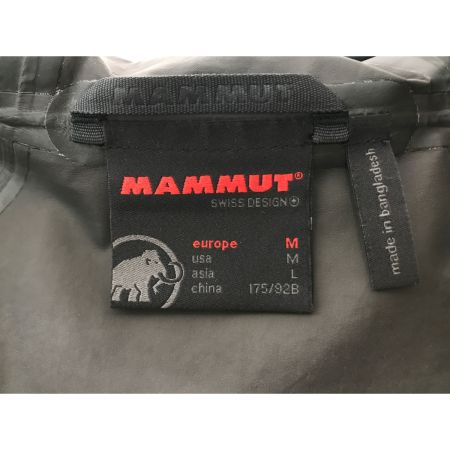 MAMMUT
MAMMUT®
SWISS DESIGN
europe M
usa M
asia L
china 175/92B
made in bangladesh